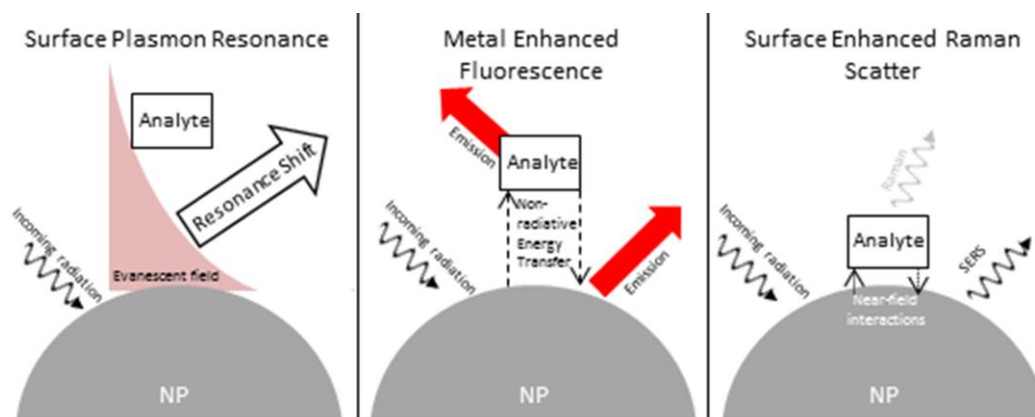 Surface Plasmon Resonance
Analyte
Resonance Shift
Incoming radiation
Evanescent field
NP
Metal Enhanced
Fluorescence
Emission
Analyte
Non-
radiative
Energy
Transfer
Incoming radiation
Emission
NP
Surface Enhanced Raman
Scatter
Raman
Analyte
Incoming radiation
SERS
Near-field
interactions
NP